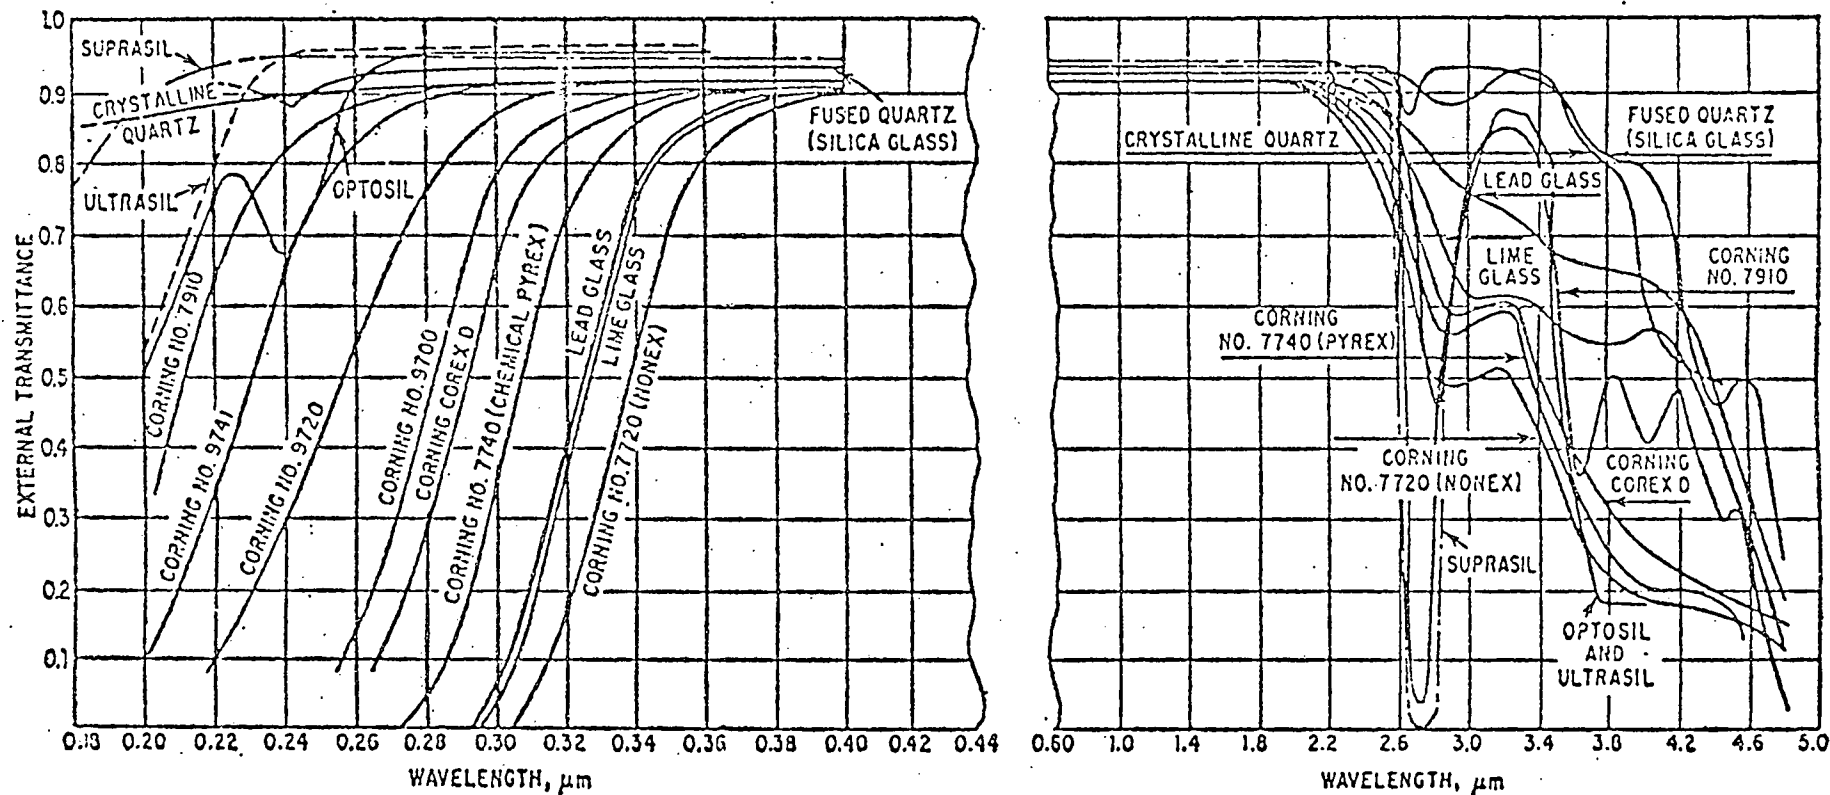 1.0
0.9
0.8
0.7
0.6
0.5
0.4
0.3
0.2
0.1
EXTERNAL TRANSMITTANCE
SUPRASIL
CRYSTALLINE
QUARTZ
ULTRASIL
OPTOSIL
FUSED QUARTZ
(SILICA GLASS)
CORNING NO. 7910
CORNING NO. 9741
CORNING NO. 9720
CORNING NO. 9700
CORNING COREX D
CORNING NO. 7740 (CHEMICAL PYREX)
LEAD GLASS
LIME GLASS
CORNING NO. 7720 (NONEX)
0.18 0.20 0.22 0.24 0.26 0.28 0.30 0.32 0.34 0.36 0.38 0.40 0.42 0.44
WAVELENGTH, μm
CRYSTALLINE QUARTZ
FUSED QUARTZ
(SILICA GLASS)
LEAD GLASS
LIME
GLASS
CORNING
NO. 7910
CORNING
NO. 7740 (PYREX)
CORNING
NO. 7720 (NONEX)
CORNING
COREX D
SUPRASIL
OPTOSIL
AND
ULTRASIL
0.60 1.0 1.4 1.8 2.2 2.6 3.0 3.4 3.8 4.2 4.6 5.0
WAVELENGTH, μm